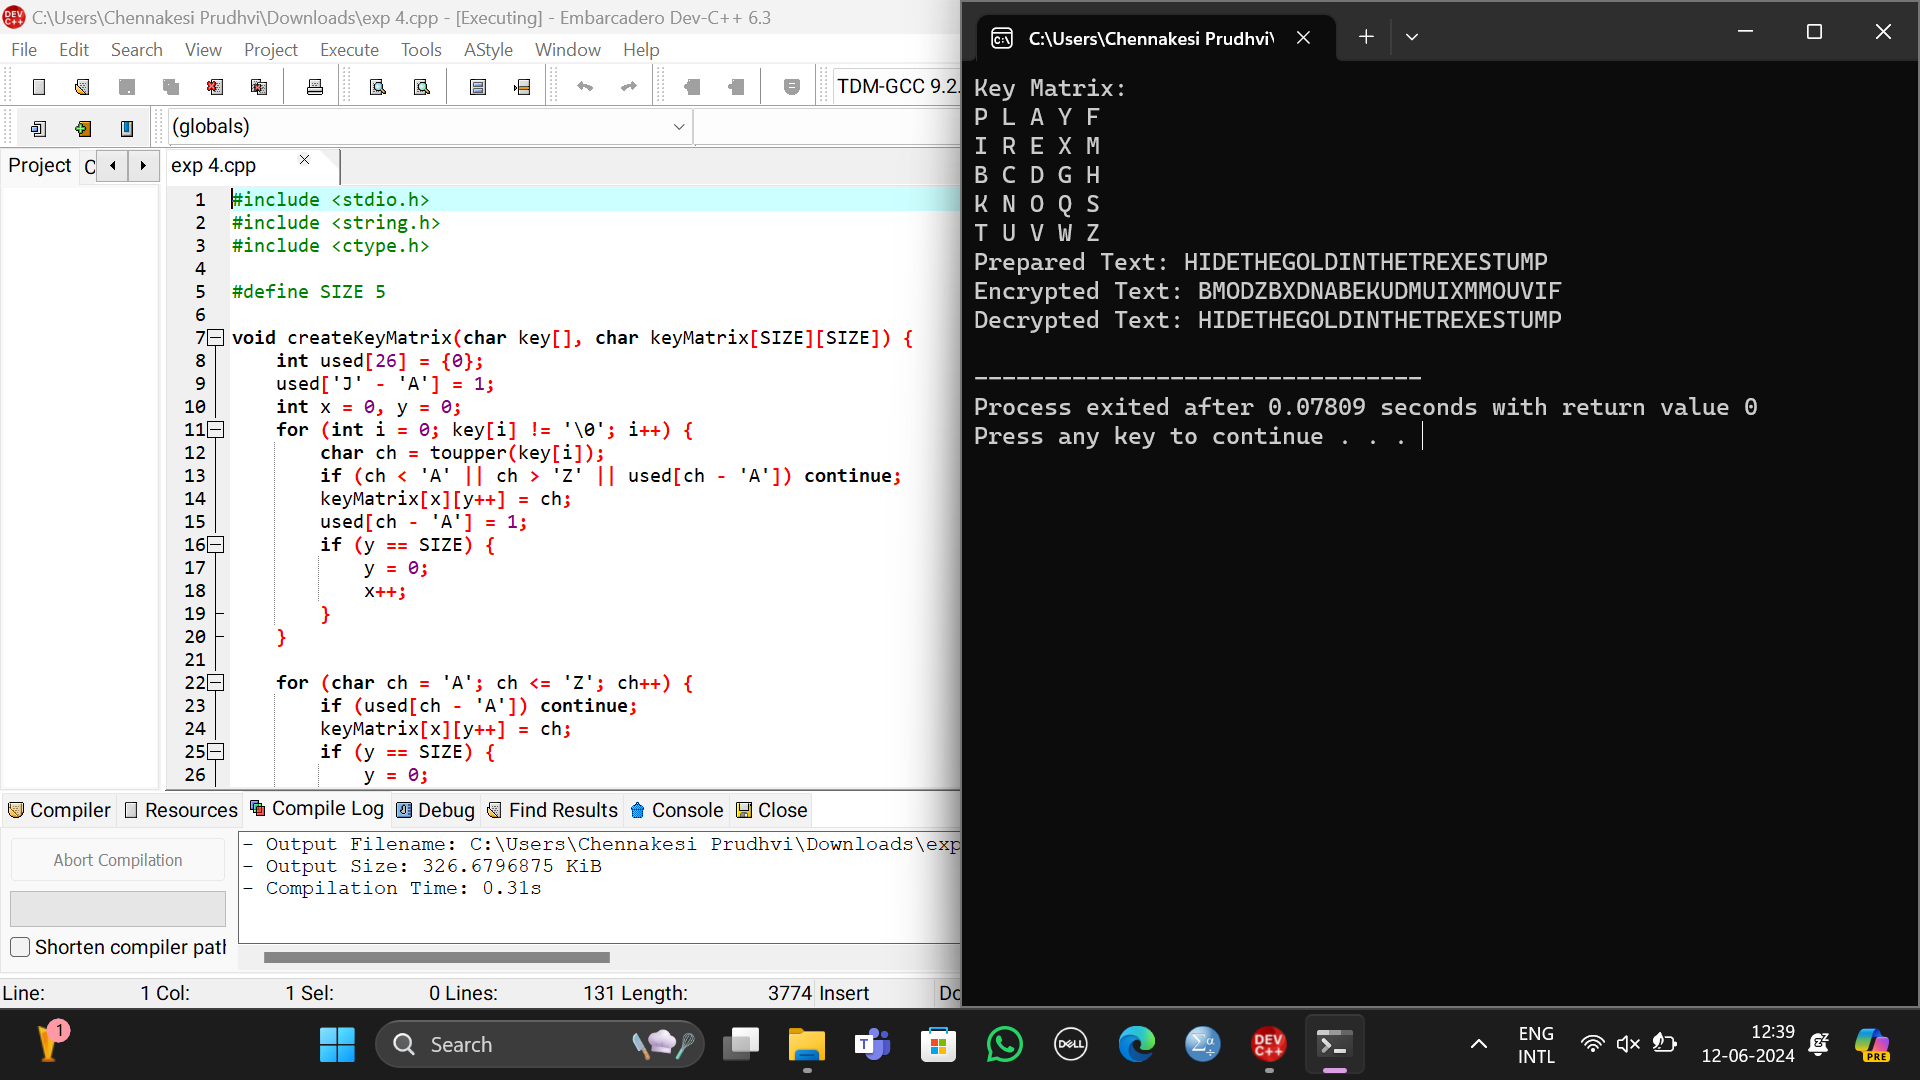 C:\Users\Chennakesi Prudhvi\Downloads\exp 4.cpp - [Executing] - Embarcadero Dev-C++ 6.3
File Edit Search View Project Execute Tools AStyle Window Help
TDM-GCC 9.2.
(globals)
Project C
exp 4.cpp
1 #include <stdio.h>
2 #include <string.h>
3 #include <ctype.h>
4
5 #define SIZE 5
6
7 void createKeyMatrix(char key[], char keyMatrix[SIZE][SIZE]) {
8 int used[26] = {0};
9 used['J' - 'A'] = 1;
10 int x = 0, y = 0;
11 for (int i = 0; key[i] != '\0'; i++) {
12 char ch = toupper(key[i]);
13 if (ch < 'A' || ch > 'Z' || used[ch - 'A']) continue;
14 keyMatrix[x][y++] = ch;
15 used[ch - 'A'] = 1;
16 if (y == SIZE) {
17 y = 0;
18 x++;
19 }
20 }
21
22 for (char ch = 'A'; ch <= 'Z'; ch++) {
23 if (used[ch - 'A']) continue;
24 keyMatrix[x][y++] = ch;
25 if (y == SIZE) {
26 y = 0;
Compiler Resources Compile Log Debug Find Results Console Close
Abort Compilation
Shorten compiler pat
- Output Filename: C:\Users\Chennakesi Prudhvi\Downloads\exp
- Output Size: 326.6796875 KiB
- Compilation Time: 0.31s
Line: 1 Col: 1 Sel: 0 Lines: 131 Length: 3774 Insert Do
C:\Users\Chennakesi Prudhvi\
Key Matrix:
P L A Y F
I R E X M
B C D G H
K N O Q S
T U V W Z
Prepared Text: HIDETHEGOLDINTHETREXESTUMP
Encrypted Text: BMODZBXDNABEKUDMUIXMMOUVIF
Decrypted Text: HIDETHEGOLDINTHETREXESTUMP
--------------------------------
Process exited after 0.07809 seconds with return value 0
Press any key to continue . . .
1
Search
T
DELL
DEV C++
ENG
INTL
12:39
12-06-2024
PRE